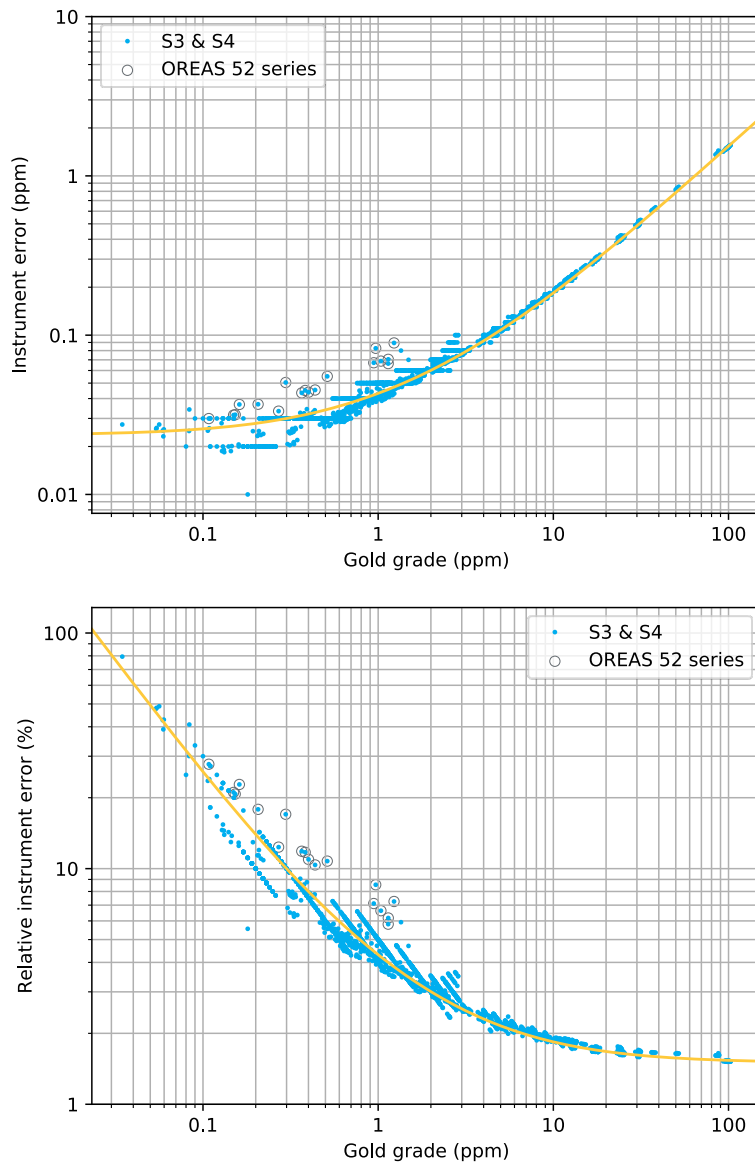 10
S3 & S4
OREAS 52 series
1
0.1
0.01
Instrument error (ppm)
0.1
1
10
100
Gold grade (ppm)
100
S3 & S4
OREAS 52 series
10
1
Relative instrument error (%)
0.1
1
10
100
Gold grade (ppm)